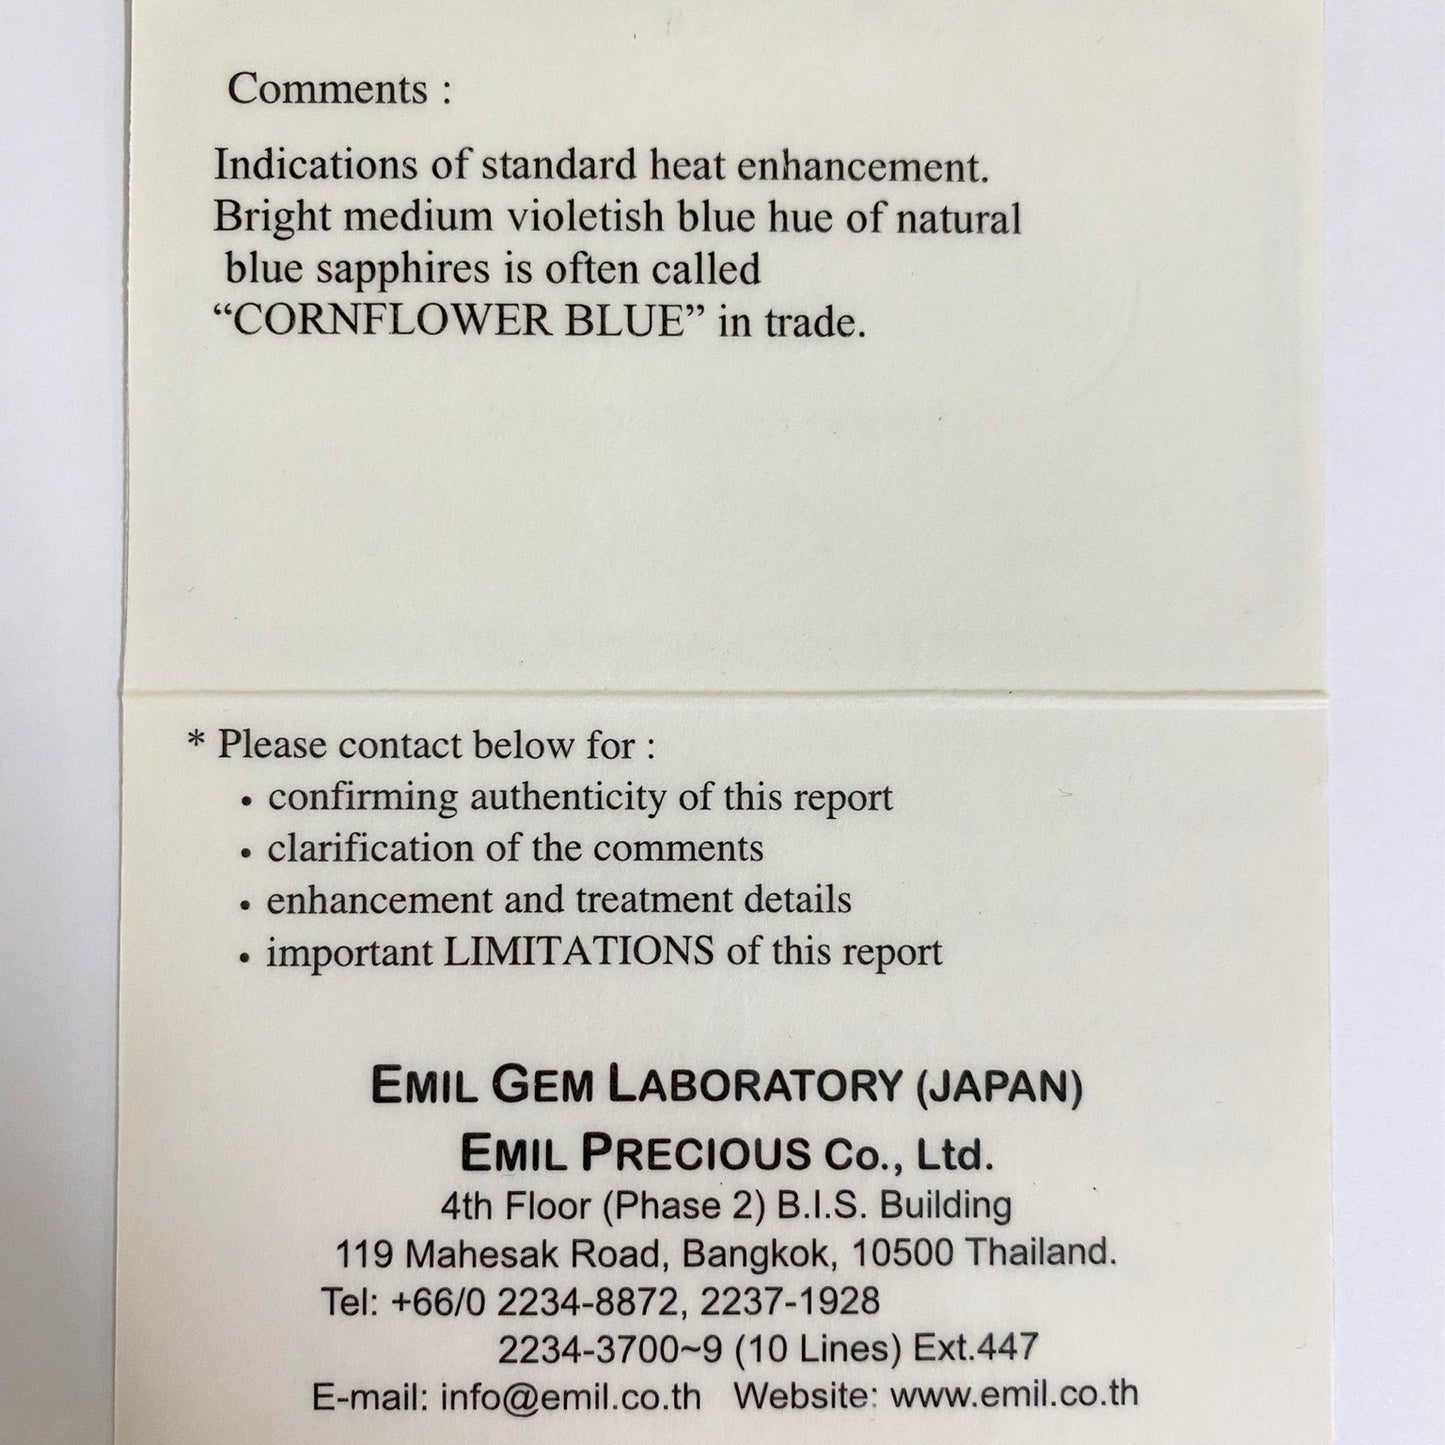 Comments :
Indications of standard heat enhancement.
Bright medium violetish blue hue of natural
blue sapphires is often called
“CORNFLOWER BLUE” in trade.
* Please contact below for :
• confirming authenticity of this report
• clarification of the comments
• enhancement and treatment details
• important LIMITATIONS of this report
EMIL GEM LABORATORY (JAPAN)
EMIL PRECIOUS Co., Ltd.
4th Floor (Phase 2) B.I.S. Building
119 Mahesak Road, Bangkok, 10500 Thailand.
Tel: +66/0 2234-8872, 2237-1928
2234-3700~9 (10 Lines) Ext.447
E-mail: info@emil.co.th Website: www.emil.co.th